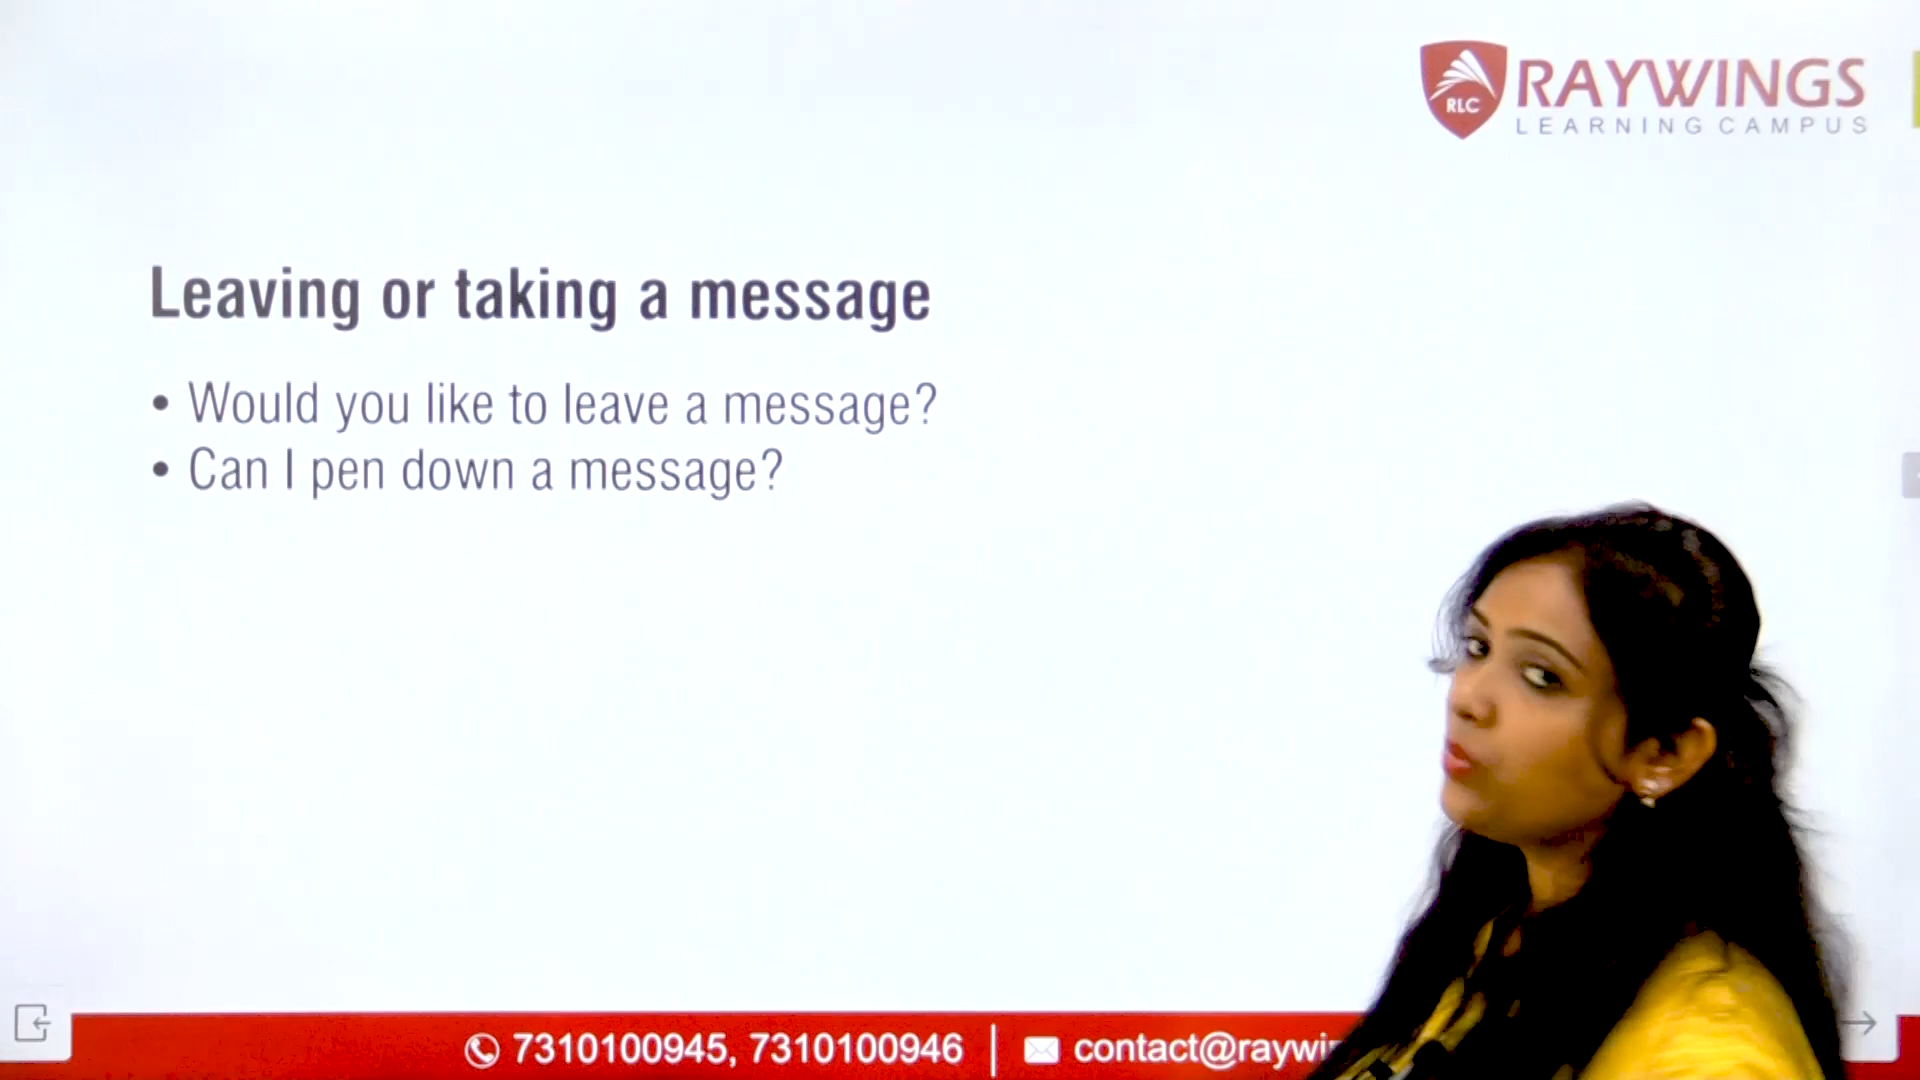 RLC
RAYWINGS
LEARNING CAMPUS
Leaving or taking a message
• Would you like to leave a message?
• Can I pen down a message?
7310100945, 7310100946 | contact@raywin